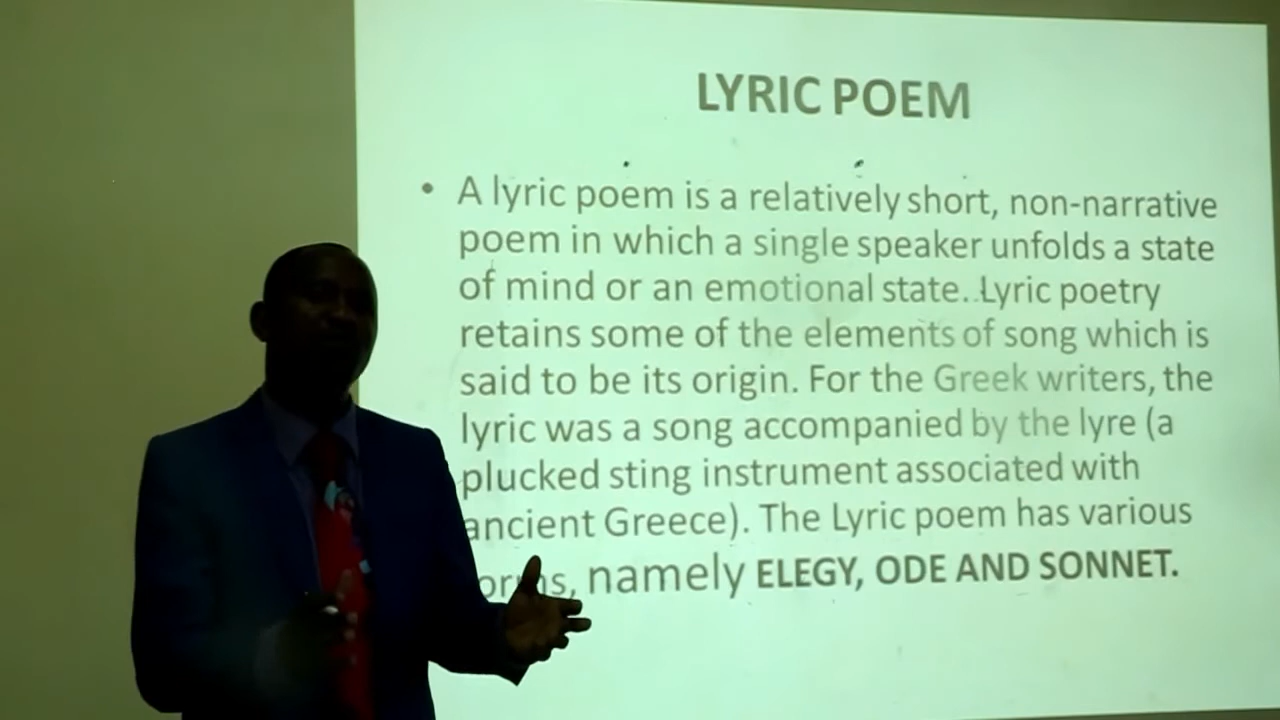 LYRIC POEM
• A lyric poem is a relatively short, non-narrative
poem in which a single speaker unfolds a state
of mind or an emotional state. Lyric poetry
retains some of the elements of song which is
said to be its origin. For the Greek writers, the
lyric was a song accompanied by the lyre (a
plucked sting instrument associated with
ancient Greece). The Lyric poem has various
namely ELEGY, ODE AND SONNET.